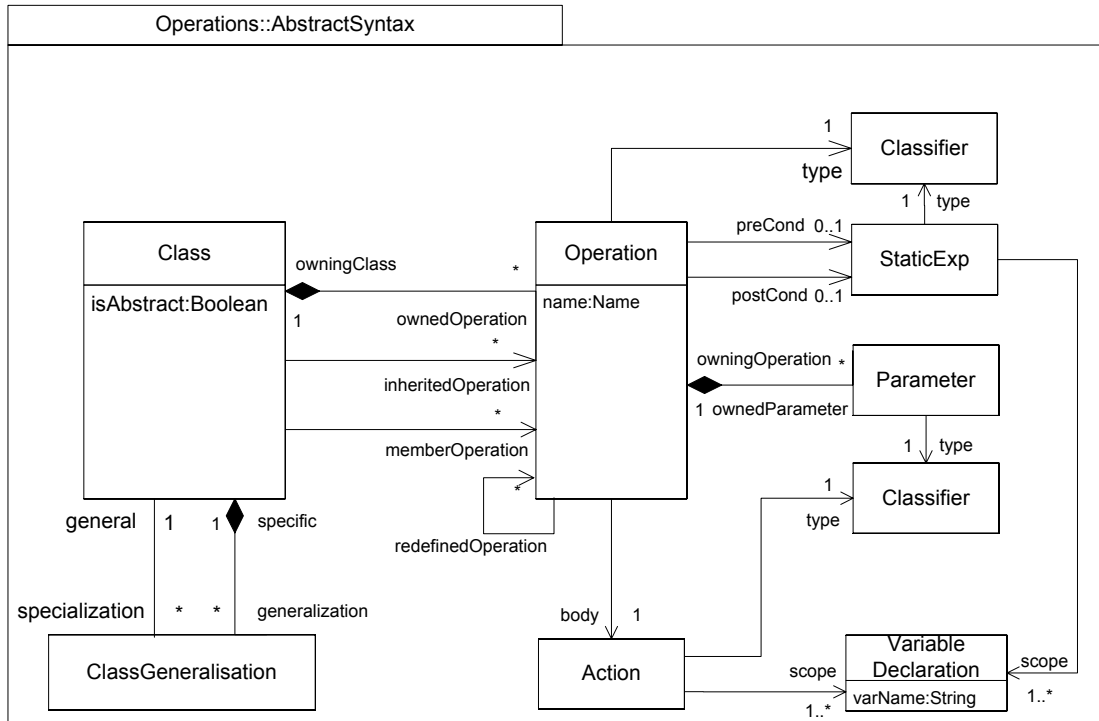 Operations::AbstractSyntax
1
type
Classifier
1 type
Class
isAbstract:Boolean
owningClass
*
1
ownedOperation
*
inheritedOperation
*
memberOperation
Operation
name:Name
preCond 0..1
postCond 0..1
StaticExp
owningOperation *
1 ownedParameter
Parameter
1 type
1
type
Classifier
*
redefinedOperation
general 1
1 specific
specialization *
* generalization
ClassGeneralisation
body 1
Action
scope
1..*
Variable
Declaration
varName:String
scope
1..*